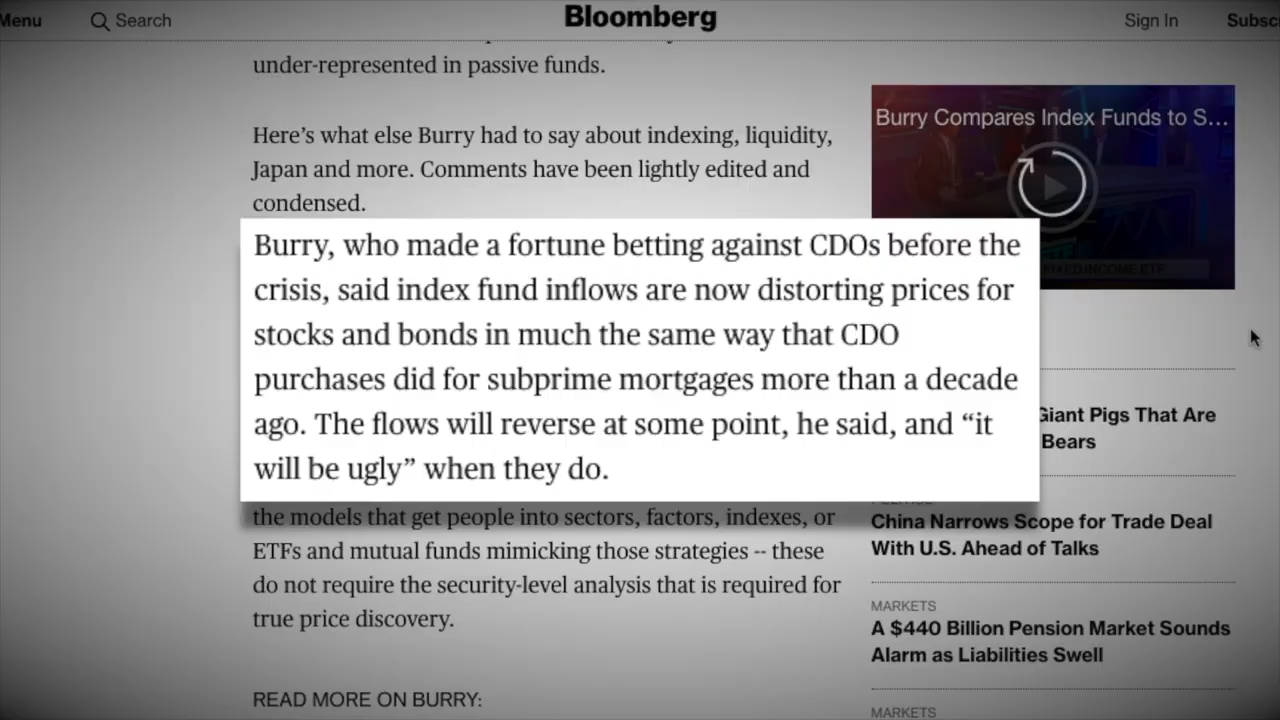 Menu
Search
Bloomberg
Sign In
Subsc
under-represented in passive funds.
Here's what else Burry had to say about indexing, liquidity,
Japan and more. Comments have been lightly edited and
condensed.
Burry, who made a fortune betting against CDOs before the
crisis, said index fund inflows are now distorting prices for
stocks and bonds in much the same way that CDO
purchases did for subprime mortgages more than a decade
ago. The flows will reverse at some point, he said, and “it
will be ugly” when they do.
the models that get people into sectors, factors, indexes, or
ETFs and mutual funds mimicking those strategies -- these
do not require the security-level analysis that is required for
true price discovery.
READ MORE ON BURRY:
Burry Compares Index Funds to S...
FIXED INCOME ETF
Giant Pigs That Are
Bears
China Narrows Scope for Trade Deal
With U.S. Ahead of Talks
MARKETS
A $440 Billion Pension Market Sounds
Alarm as Liabilities Swell
MARKETS